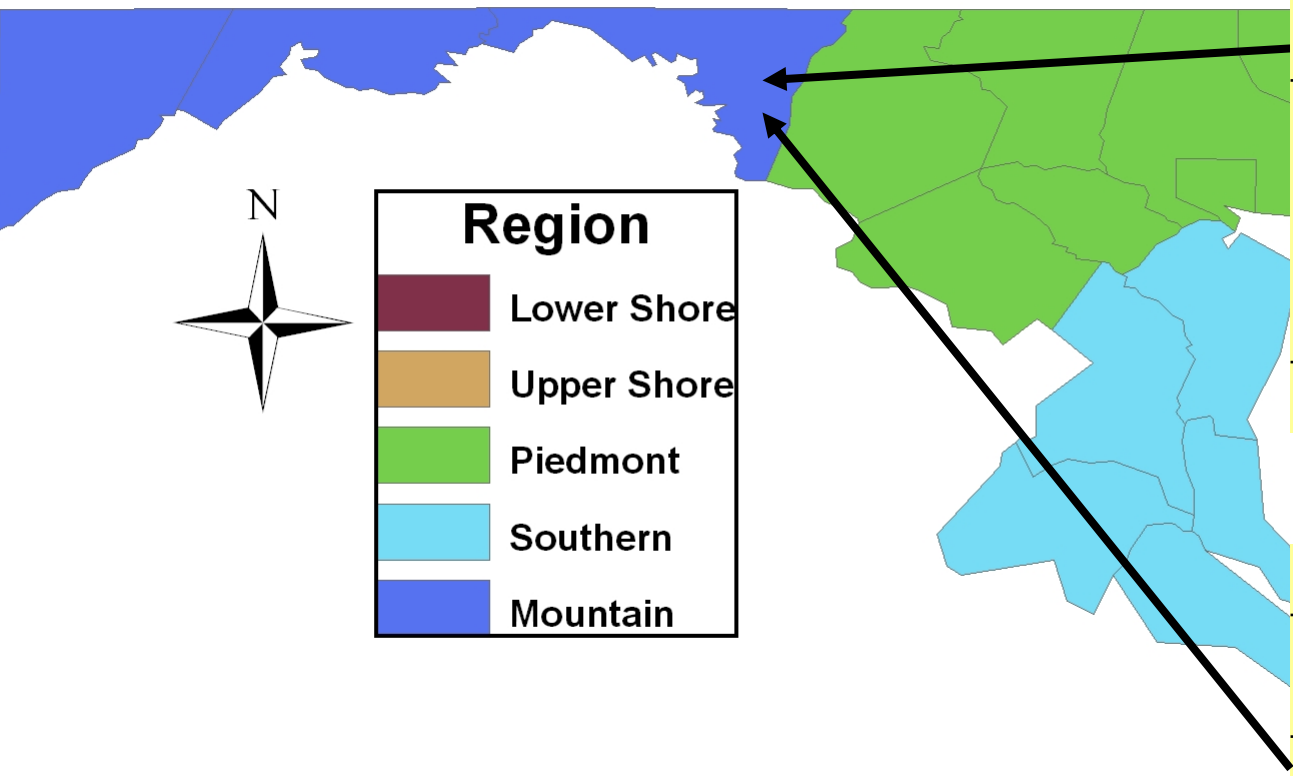 N
Region
Lower Shore
Upper Shore
Piedmont
Southern
Mountain